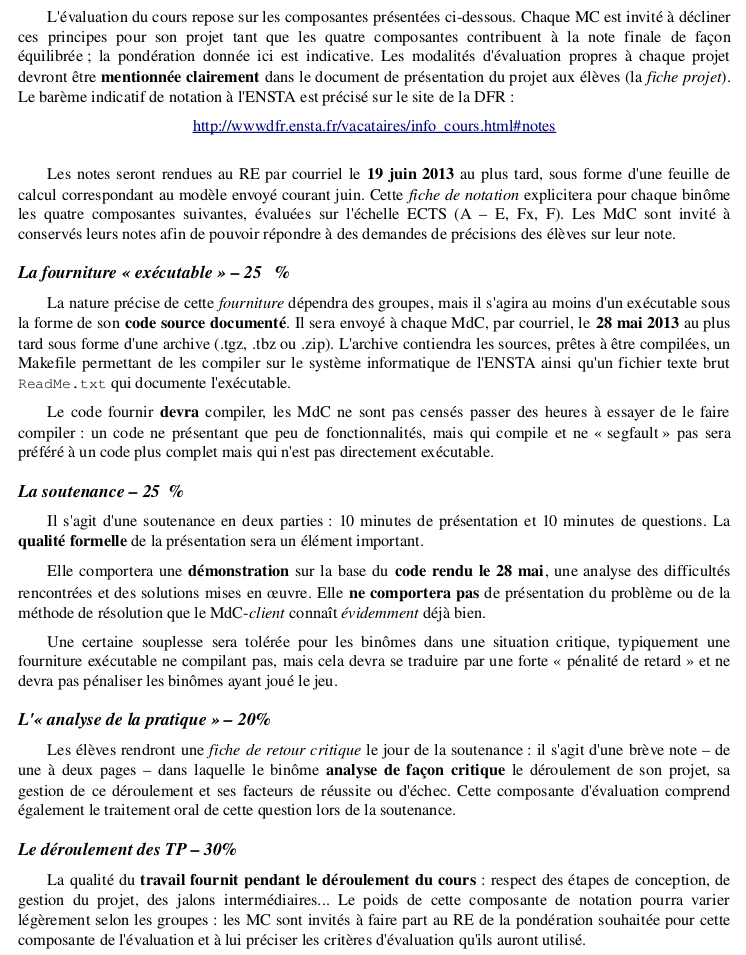 L'évaluation du cours repose sur les composantes présentées ci-dessous. Chaque MC est invité à décliner
ces principes pour son projet tant que les quatre composantes contribuent à la note finale de façon
équilibrée ; la pondération donnée ici est indicative. Les modalités d'évaluation propres à chaque projet
devront être mentionnée clairement dans le document de présentation du projet aux élèves (la fiche projet).
Le barème indicatif de notation à l'ENSTA est précisé sur le site de la DFR :
http://wwwdfr.ensta.fr/vacataires/info_cours.html#notes
Les notes seront rendues au RE par courriel le 19 juin 2013 au plus tard, sous forme d'une feuille de
calcul correspondant au modèle envoyé courant juin. Cette fiche de notation explicitera pour chaque binôme
les quatre composantes suivantes, évaluées sur l'échelle ECTS (A – E, Fx, F). Les MdC sont invité à
conservés leurs notes afin de pouvoir répondre à des demandes de précisions des élèves sur leur note.
La fourniture « exécutable » – 25 %
La nature précise de cette fourniture dépendra des groupes, mais il s'agira au moins d'un exécutable sous
la forme de son code source documenté. Il sera envoyé à chaque MdC, par courriel, le 28 mai 2013 au plus
tard sous forme d'une archive (.tgz, .tbz ou .zip). L'archive contiendra les sources, prêtes à être compilées, un
Makefile permettant de les compiler sur le système informatique de l'ENSTA ainsi qu'un fichier texte brut
ReadMe.txt qui documente l'exécutable.
Le code fournir devra compiler, les MdC ne sont pas censés passer des heures à essayer de le faire
compiler : un code ne présentant que peu de fonctionnalités, mais qui compile et ne « segfault » pas sera
préféré à un code plus complet mais qui n'est pas directement exécutable.
La soutenance – 25 %
Il s'agit d'une soutenance en deux parties : 10 minutes de présentation et 10 minutes de questions. La
qualité formelle de la présentation sera un élément important.
Elle comportera une démonstration sur la base du code rendu le 28 mai, une analyse des difficultés
rencontrées et des solutions mises en œuvre. Elle ne comportera pas de présentation du problème ou de la
méthode de résolution que le MdC-client connaît évidemment déjà bien.
Une certaine souplesse sera tolérée pour les binômes dans une situation critique, typiquement une
fourniture exécutable ne compilant pas, mais cela devra se traduire par une forte « pénalité de retard » et ne
devra pas pénaliser les binômes ayant joué le jeu.
L'« analyse de la pratique » – 20%
Les élèves rendront une fiche de retour critique le jour de la soutenance : il s'agit d'une brève note – de
une à deux pages – dans laquelle le binôme analyse de façon critique le déroulement de son projet, sa
gestion de ce déroulement et ses facteurs de réussite ou d'échec. Cette composante d'évaluation comprend
également le traitement oral de cette question lors de la soutenance.
Le déroulement des TP – 30%
La qualité du travail fournit pendant le déroulement du cours : respect des étapes de conception, de
gestion du projet, des jalons intermédiaires... Le poids de cette composante de notation pourra varier
légèrement selon les groupes : les MC sont invités à faire part au RE de la pondération souhaitée pour cette
composante de l'évaluation et à lui préciser les critères d'évaluation qu'ils auront utilisé.